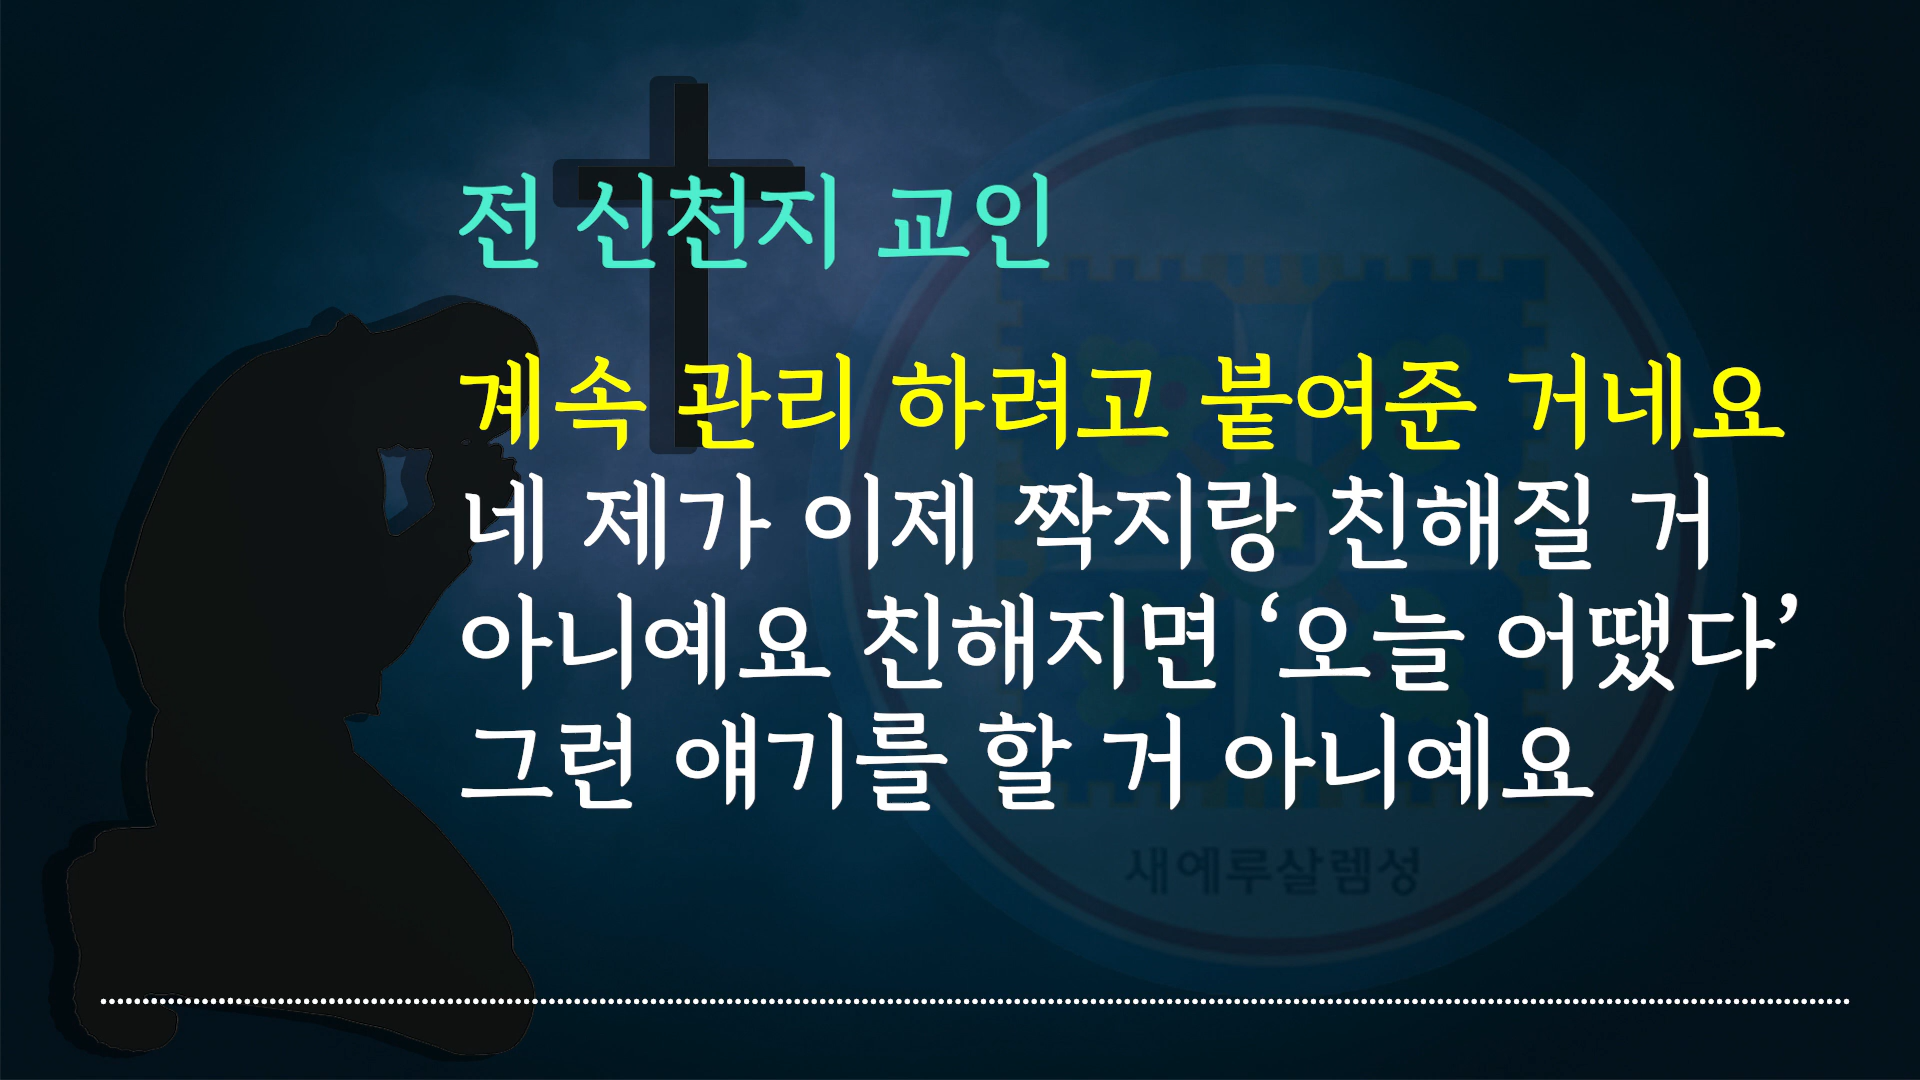 전 신천지 교인
계속 관리 하려고 붙여준 거네요
네 제가 이제 짝지랑 친해질 거
아니예요 친해지면 ‘오늘 어땠다’
그런 얘기를 할 거 아니예요
새예루살렘성